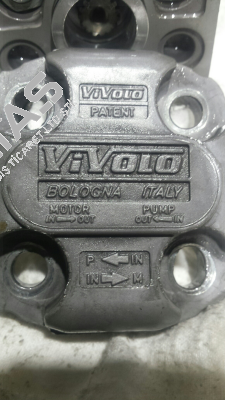 ViVOLO
PATENT
ViVOLO
BOLOGNA ITALY
MOTOR PUMP
IN → OUT OUT ← IN
P ← IN
IN → M